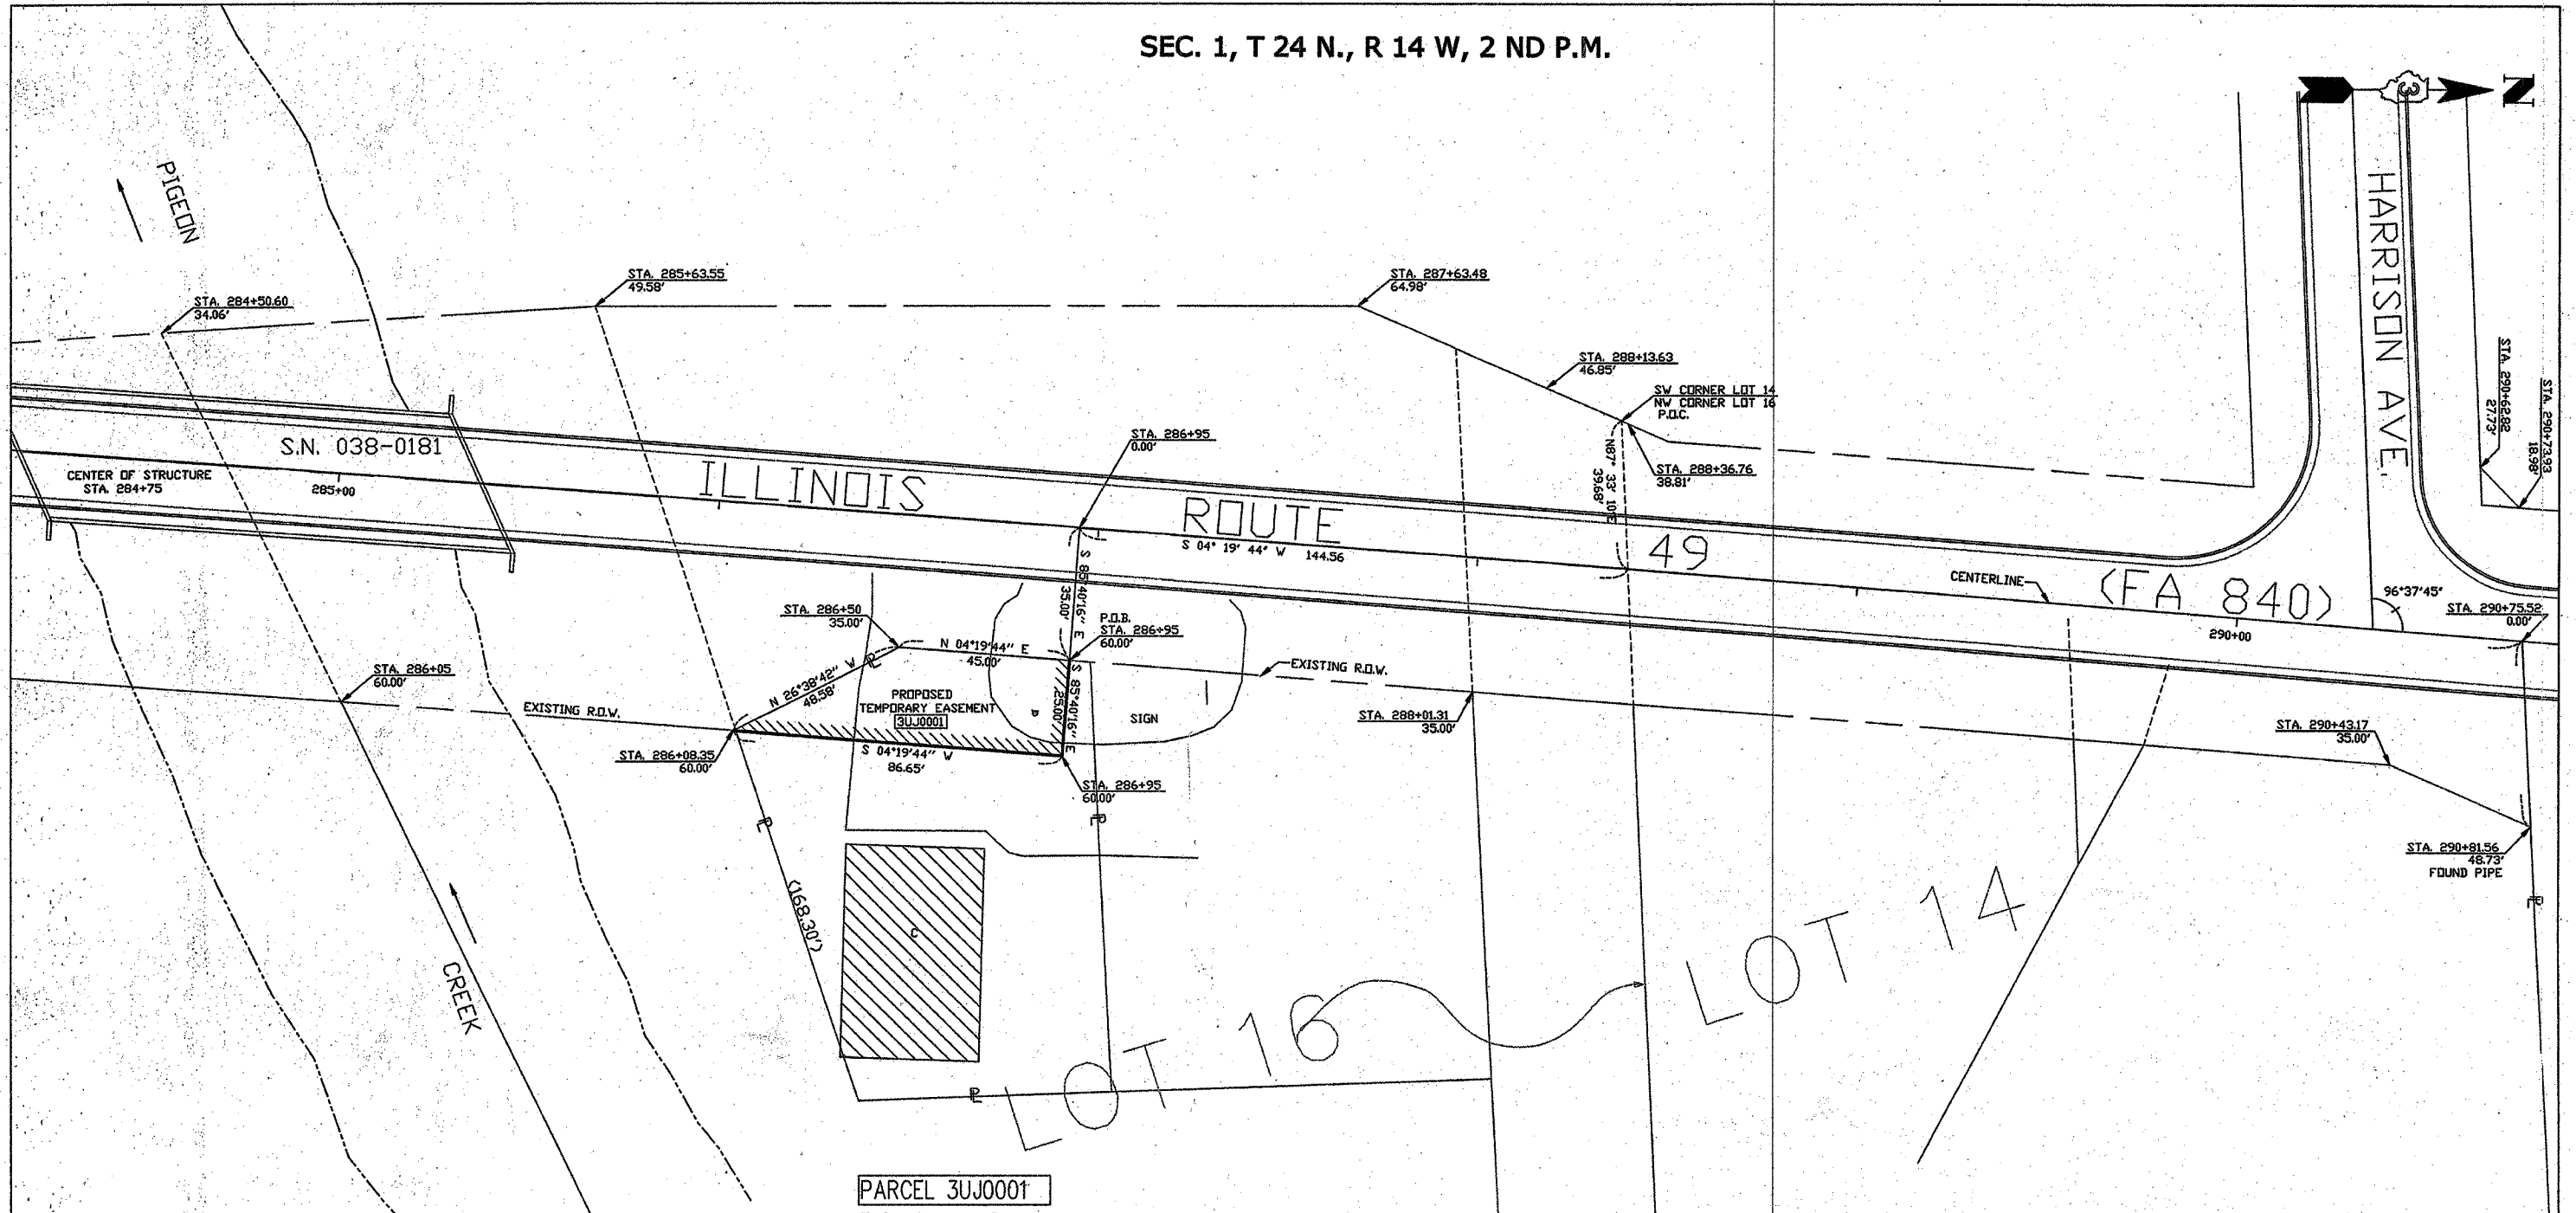 SEC. 1, T 24 N., R 14 W, 2 ND P.M.
N
3
HARRISON AVE.
PIGEON
STA. 284+50.60
34.06'
STA. 285+63.55
49.58'
STA. 287+63.48
64.98'
STA. 288+13.63
46.85'
SW CORNER LOT 14
NW CORNER LOT 16
P.O.C.
STA. 288+36.76
38.81'
N87° 33' 10"E
39.68'
STA. 290+62.82
27.73'
STA. 290+73.93
18.98'
S.N. 038-0181
CENTER OF STRUCTURE
STA. 284+75
285+00
ILLINOIS ROUTE 49 (FA 840)
STA. 286+95
0.00'
S 04° 19' 44" W 144.56
S 85°40'16" E
35.00'
CENTERLINE
290+00
96°37'45"
STA. 290+75.52
0.00'
STA. 286+50
35.00'
N 04°19'44" E
45.00'
P.O.B.
STA. 286+95
60.00'
EXISTING R.O.W.
STA. 286+05
60.00'
N 26°38'42" W
48.58'
PL
PROPOSED
TEMPORARY EASEMENT
3UJ0001
S 85°40'16" E
25.00'
SIGN
EXISTING R.O.W.
STA. 286+08.35
60.00'
S 04°19'44" W
86.65'
STA. 286+95
60.00'
STA. 288+01.31
35.00'
STA. 290+43.17
35.00'
STA. 290+81.56
48.73'
FOUND PIPE
PL
PL
PL
(168.30')
C
CREEK
PL
LOT 16
LOT 14
PARCEL 3UJ0001